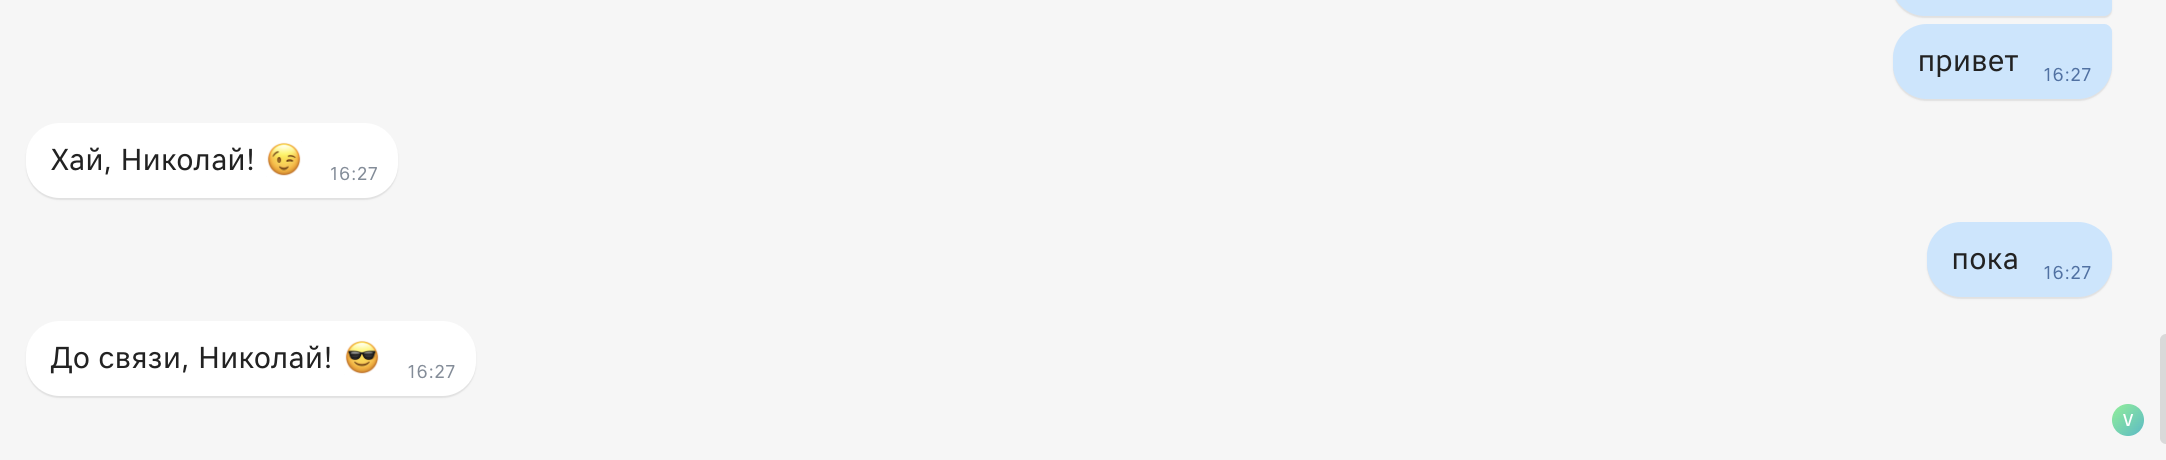 привет 16:27
Хай, Николай! 😉 16:27
пока 16:27
До связи, Николай! 😎 16:27
V